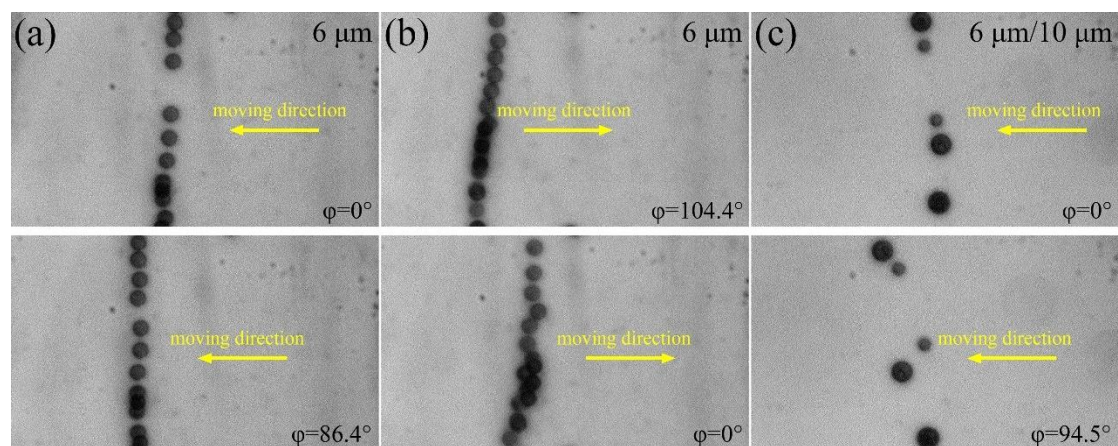 (a) 6 μm
moving direction
φ=0°
(b) 6 μm
moving direction
φ=104.4°
(c) 6 μm/10 μm
moving direction
φ=0°
moving direction
φ=86.4°
moving direction
φ=0°
moving direction
φ=94.5°